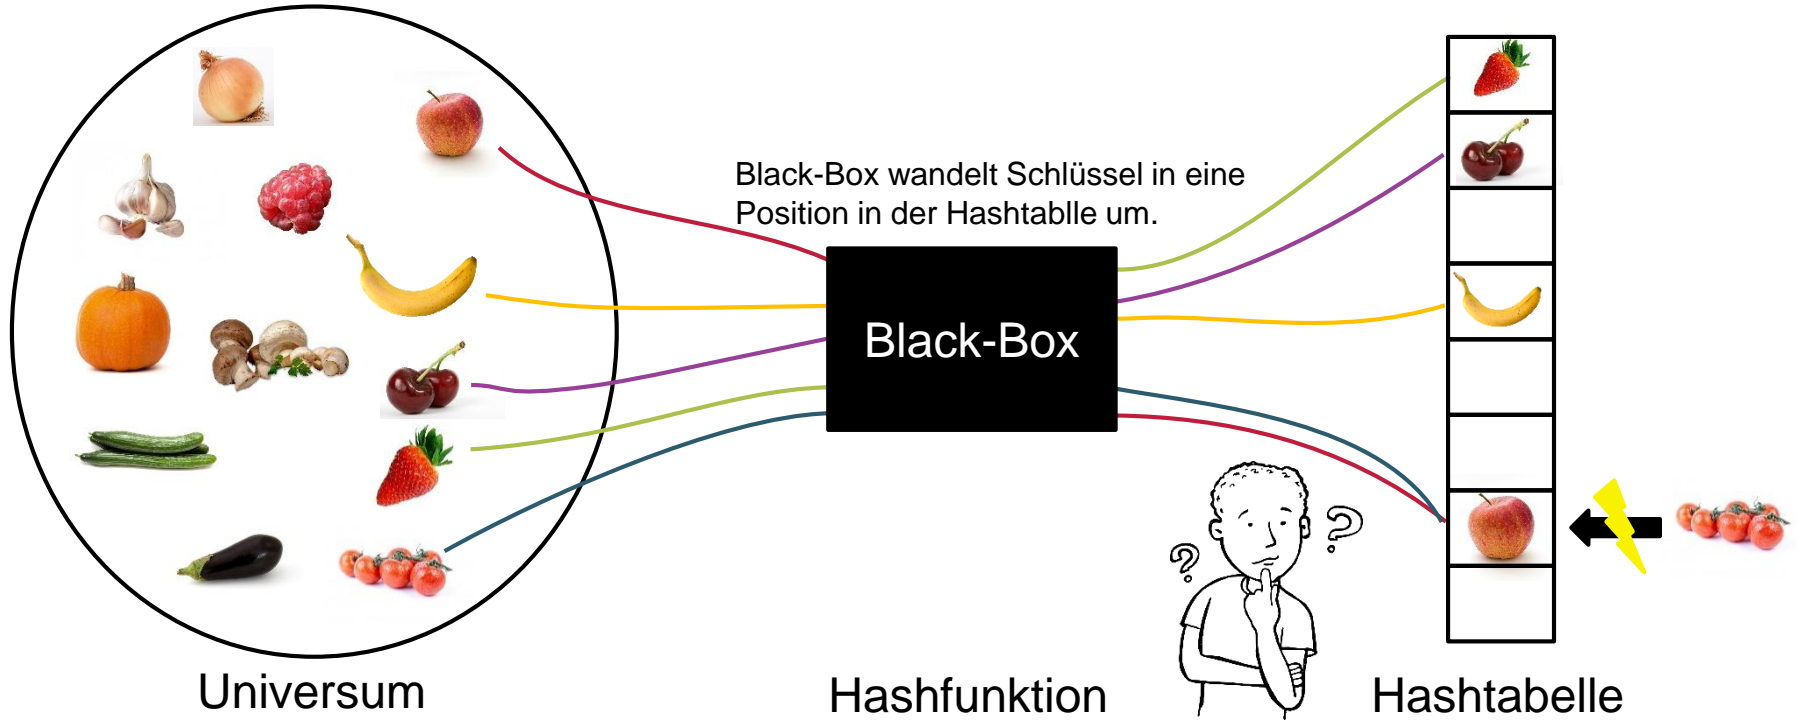 Black-Box wandelt Schlüssel in eine
Position in der Hashtablle um.
Black-Box
?
?
Universum
Hashfunktion
Hashtabelle